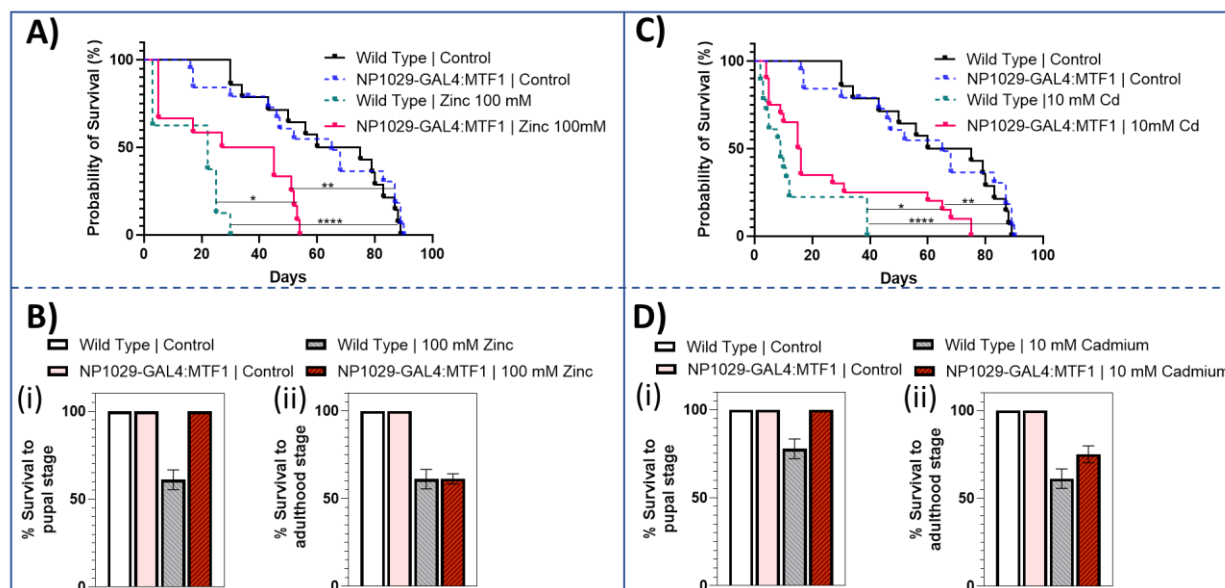 A)
Probability of Survival (%)
100
50
0
Wild Type | Control
NP1029-GAL4:MTF1 | Control
Wild Type | Zinc 100 mM
NP1029-GAL4:MTF1 | Zinc 100mM
**
*
****
0 20 40 60 80 100
Days
C)
Probability of Survival (%)
100
50
0
Wild Type | Control
NP1029-GAL4:MTF1 | Control
Wild Type |10 mM Cd
NP1029-GAL4:MTF1 | 10mM Cd
* **
****
0 20 40 60 80 100
Days
B)
Wild Type | Control
Wild Type | 100 mM Zinc
NP1029-GAL4:MTF1 | Control
NP1029-GAL4:MTF1 | 100 mM Zinc
(i)
% Survival to
pupal stage
100
50
0
(ii)
% Survival to
adulthood stage
100
50
0
D)
Wild Type | Control
Wild Type | 10 mM Cadmium
NP1029-GAL4:MTF1 | Control
NP1029-GAL4:MTF1 | 10 mM Cadmium
(i)
% Survival to
pupal stage
100
50
0
(ii)
% Survival to
adulthood stage
100
50
0